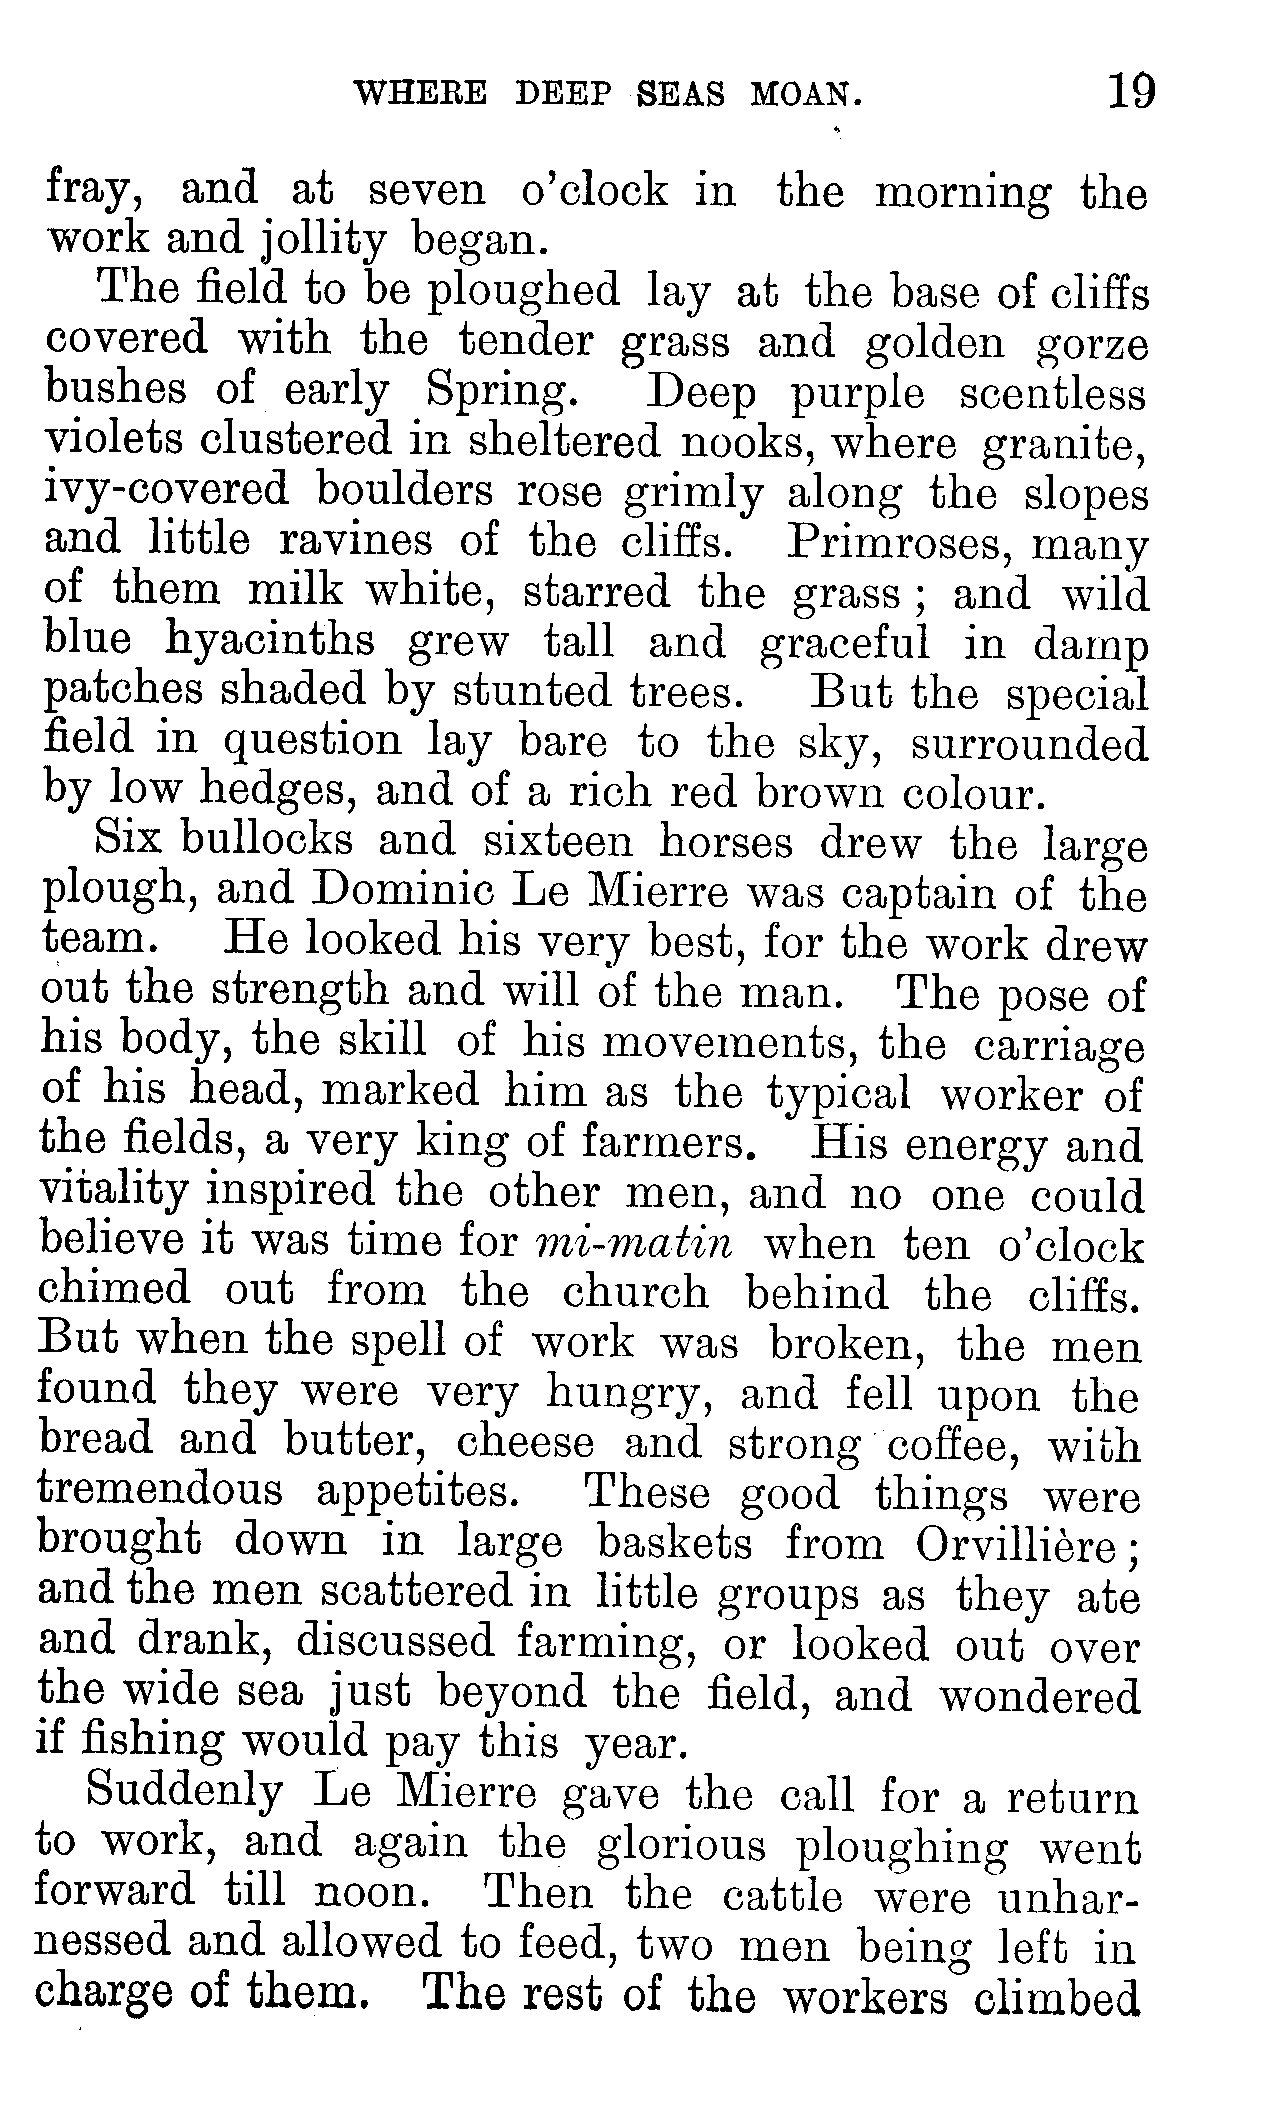 WHERE DEEP SEAS MOAN. 19
fray, and at seven o'clock in the morning the
work and jollity began.
The field to be ploughed lay at the base of cliffs
covered with the tender grass and golden gorze
bushes of early Spring. Deep purple scentless
violets clustered in sheltered nooks, where granite,
ivy-covered boulders rose grimly along the slopes
and little ravines of the cliffs. Primroses, many
of them milk white, starred the grass ; and wild
blue hyacinths grew tall and graceful in damp
patches shaded by stunted trees. But the special
field in question lay bare to the sky, surrounded
by low hedges, and of a rich red brown colour.
Six bullocks and sixteen horses drew the large
plough, and Dominic Le Mierre was captain of the
team. He looked his very best, for the work drew
out the strength and will of the man. The pose of
his body, the skill of his movements, the carriage
of his head, marked him as the typical worker of
the fields, a very king of farmers. His energy and
vitality inspired the other men, and no one could
believe it was time for mi-matin when ten o'clock
chimed out from the church behind the cliffs.
But when the spell of work was broken, the men
found they were very hungry, and fell upon the
bread and butter, cheese and strong coffee, with
tremendous appetites. These good things were
brought down in large baskets from Orvillière ;
and the men scattered in little groups as they ate
and drank, discussed farming, or looked out over
the wide sea just beyond the field, and wondered
if fishing would pay this year.
Suddenly Le Mierre gave the call for a return
to work, and again the glorious ploughing went
forward till noon. Then the cattle were unhar-
nessed and allowed to feed, two men being left in
charge of them. The rest of the workers climbed